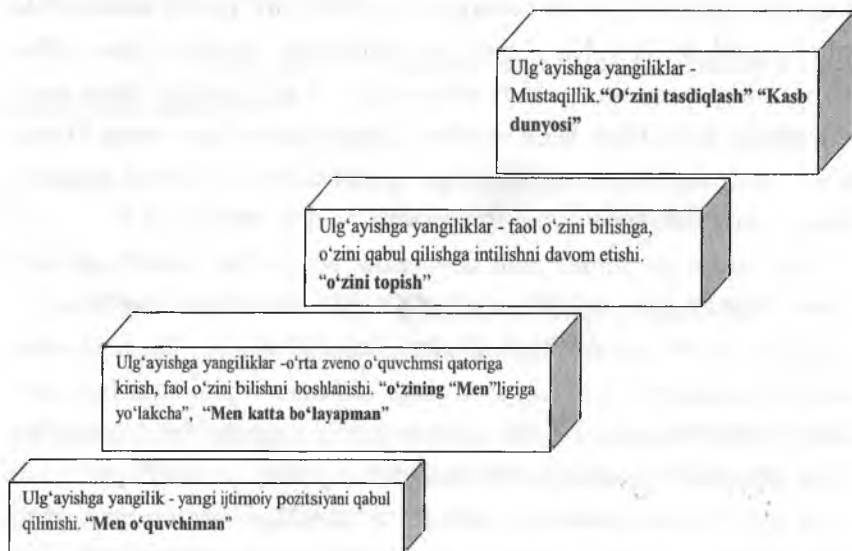 Ulg‘ayishga yangiliklar -
Mustaqillik.“O‘zini tasdiqlash” “Kasb
dunyosi”
Ulg‘ayishga yangiliklar - faol o‘zini bilishga,
o‘zini qabul qilishga intilishni davom etishi.
“o‘zini topish”
Ulg‘ayishga yangiliklar -o‘rta zveno o‘quvchmsi qatoriga
kirish, faol o‘zini bilishni boshlanishi. “o‘zining “Men”ligiga
yo‘lakcha”, “Men katta bo‘layapman”
Ulg‘ayishga yangilik - yangi ijtimoiy pozitsiyani qabul
qilinishi. “Men o‘quvchiman”